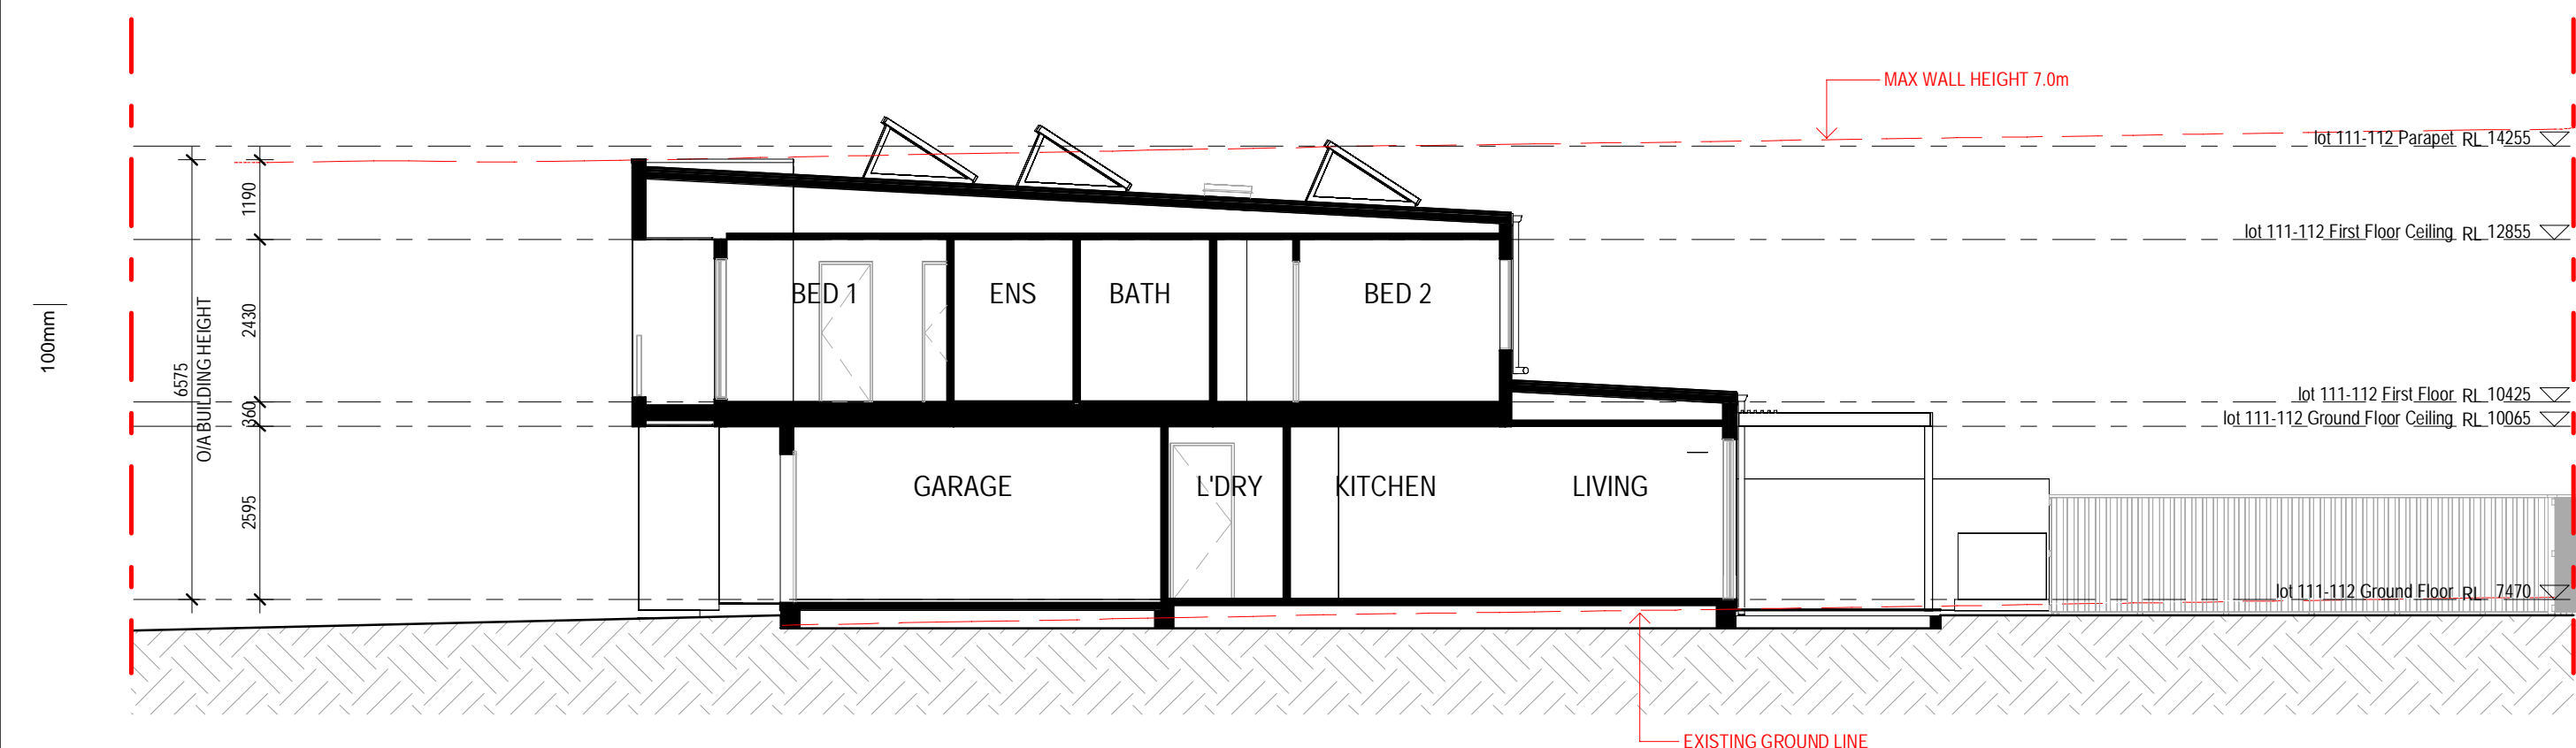 MAX WALL HEIGHT 7.0m
lot 111-112 Parapet RL 14255
1190
lot 111-112 First Floor Ceiling RL 12855
BED 1
ENS
BATH
BED 2
2430
100mm
6575
O/A BUILDING HEIGHT
lot 111-112 First Floor RL 10425
360
lot 111-112 Ground Floor Ceiling RL 10065
GARAGE
L'DRY
KITCHEN
LIVING
2595
lot 111-112 Ground Floor RL 7470
EXISTING GROUND LINE